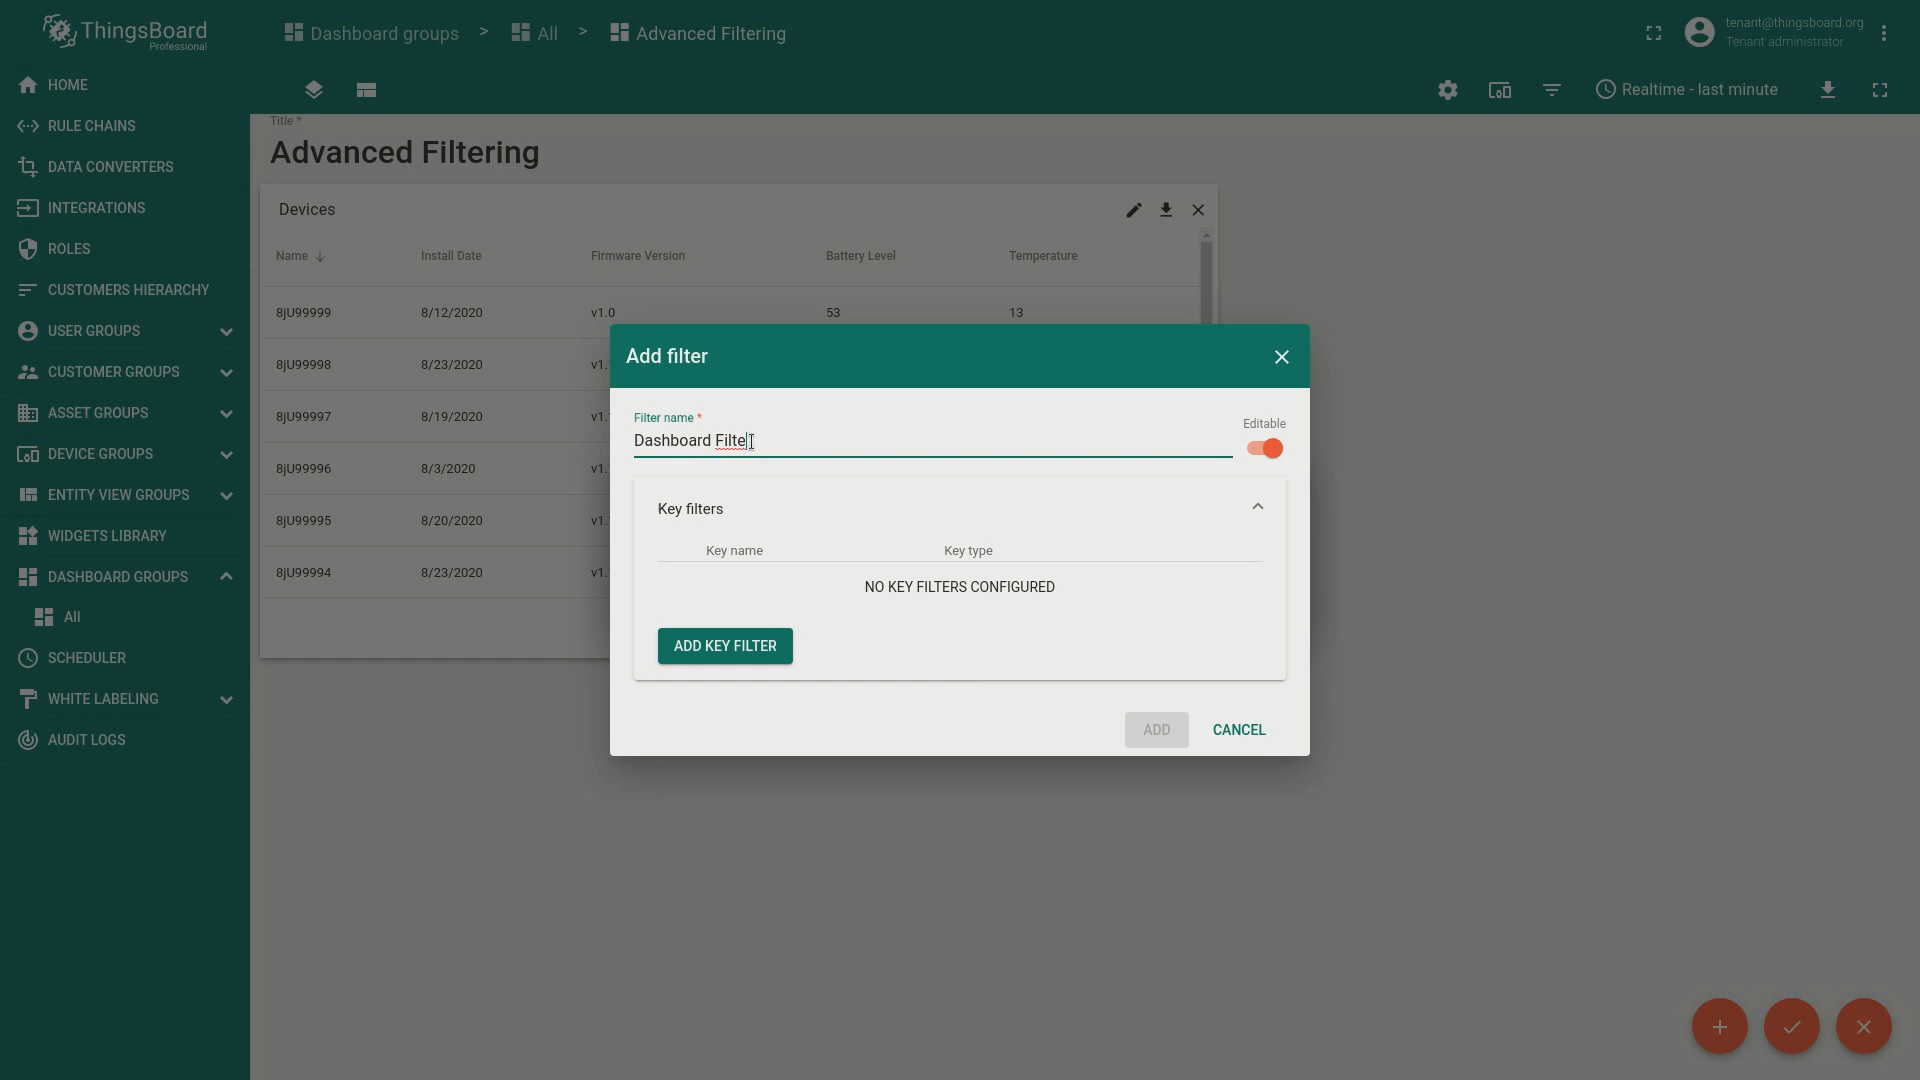 ThingsBoard
Professional
Dashboard groups > All > Advanced Filtering
tenant@thingsboard.org
Tenant administrator
HOME
RULE CHAINS
DATA CONVERTERS
INTEGRATIONS
ROLES
CUSTOMERS HIERARCHY
USER GROUPS
CUSTOMER GROUPS
ASSET GROUPS
DEVICE GROUPS
ENTITY VIEW GROUPS
WIDGETS LIBRARY
DASHBOARD GROUPS
All
SCHEDULER
WHITE LABELING
AUDIT LOGS
Realtime - last minute
Title *
Advanced Filtering
Devices
Name Install Date Firmware Version Battery Level Temperature
8jU99999 8/12/2020 v1.0 53 13
8jU99998 8/23/2020 v1.
8jU99997 8/19/2020 v1.
8jU99996 8/3/2020 v1.
8jU99995 8/20/2020 v1.
8jU99994 8/23/2020 v1.
Add filter
Filter name *
Dashboard Filte
Editable
Key filters
Key name Key type
NO KEY FILTERS CONFIGURED
ADD KEY FILTER
ADD CANCEL